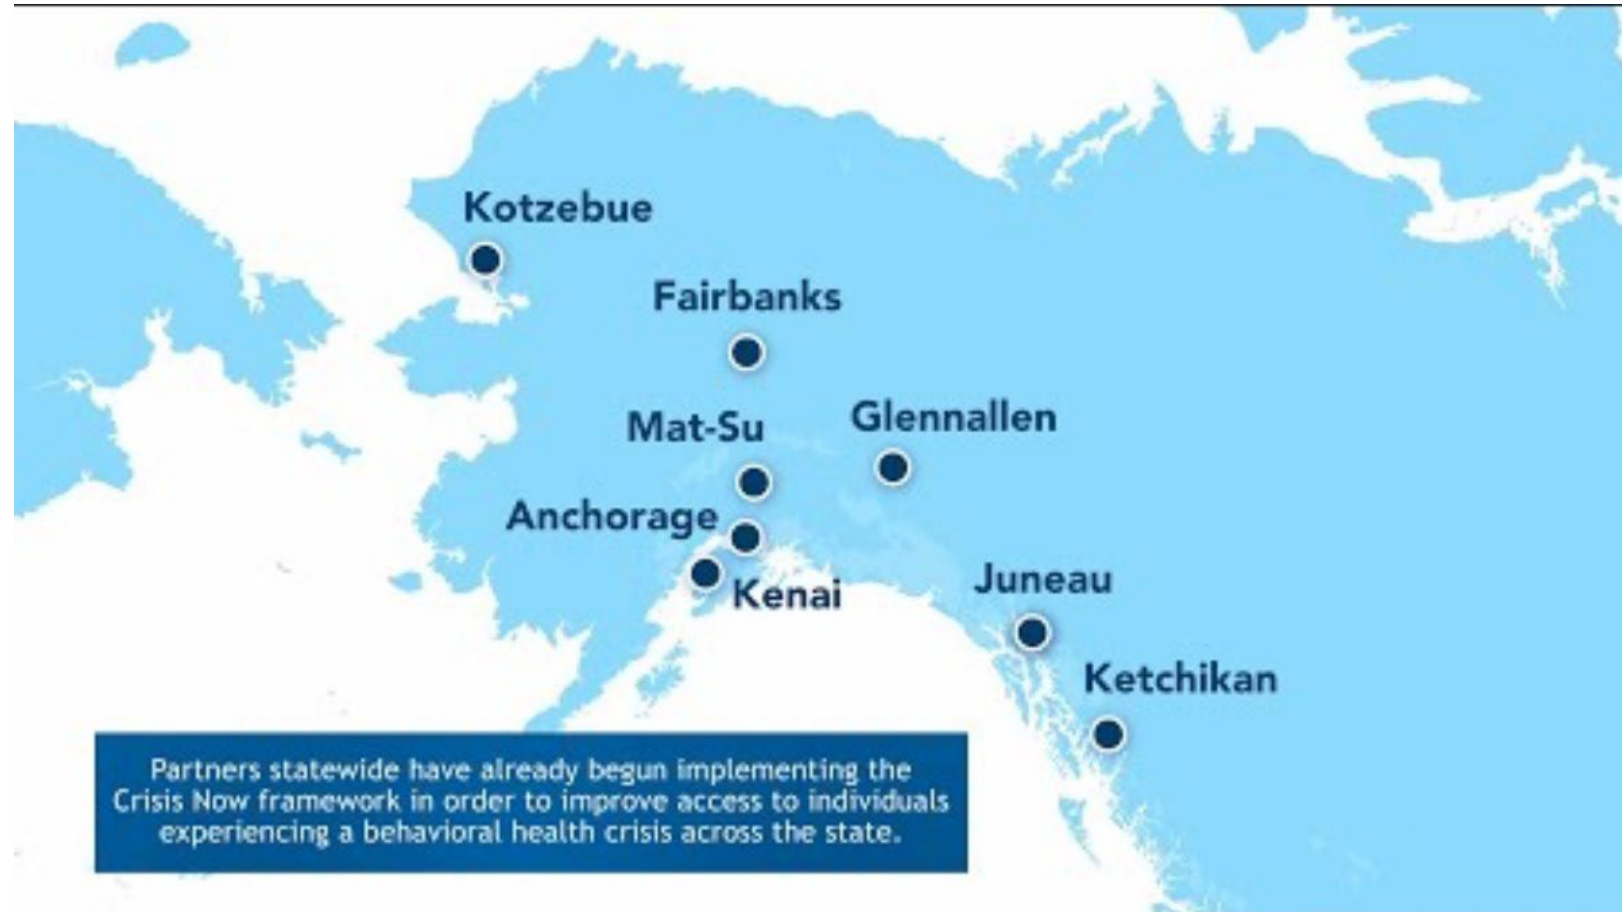 Kotzebue
Fairbanks
Mat-Su
Glennallen
Anchorage
Kenai
Juneau
Ketchikan
Partners statewide have already begun implementing the
Crisis Now framework in order to improve access to individuals
experiencing a behavioral health crisis across the state.